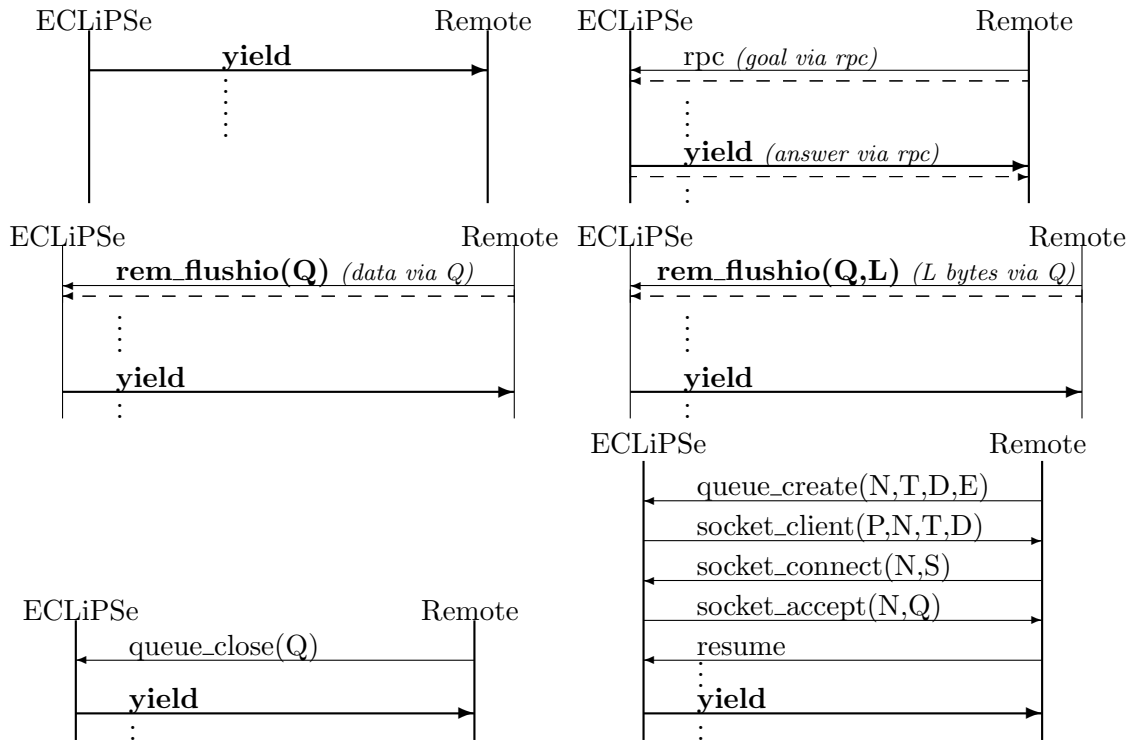 ECLiPSe Remote
yield
ECLiPSe Remote
rpc (goal via rpc)
yield (answer via rpc)
ECLiPSe Remote
rem_flushio(Q) (data via Q)
yield
ECLiPSe Remote
rem_flushio(Q,L) (L bytes via Q)
yield
ECLiPSe Remote
queue_close(Q)
yield
ECLiPSe Remote
queue_create(N,T,D,E)
socket_client(P,N,T,D)
socket_connect(N,S)
socket_accept(N,Q)
resume
yield